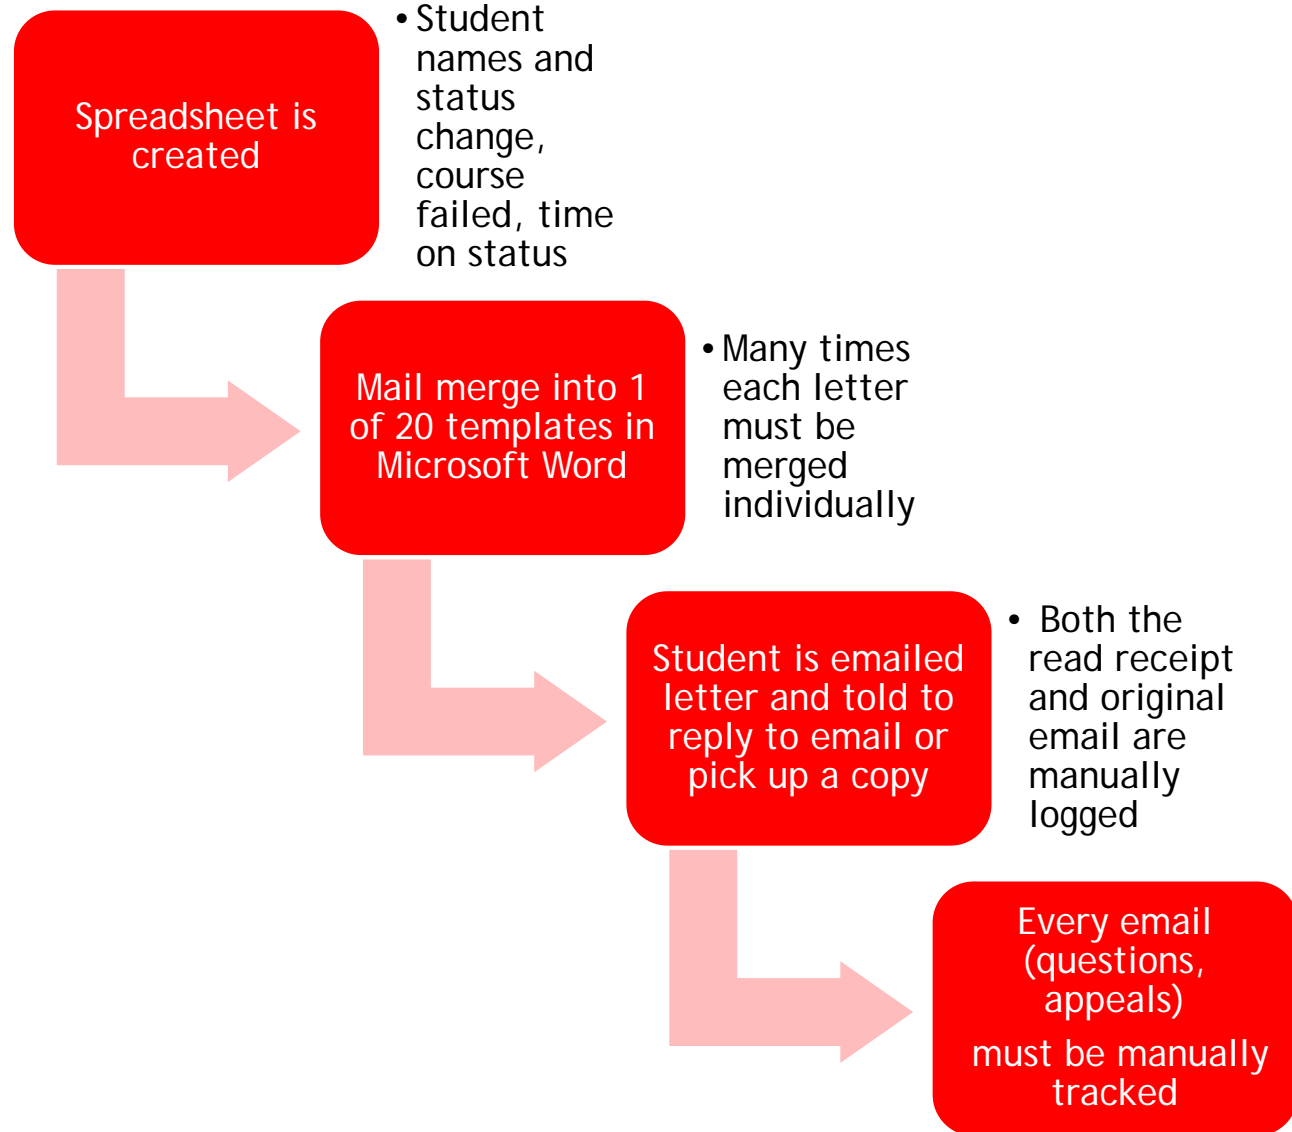 Spreadsheet is
created
• Student
names and
status
change,
course
failed, time
on status
Mail merge into 1
of 20 templates in
Microsoft Word
• Many times
each letter
must be
merged
individually
Student is emailed
letter and told to
reply to email or
pick up a copy
• Both the
read receipt
and original
email are
manually
logged
Every email
(questions,
appeals)
must be manually
tracked